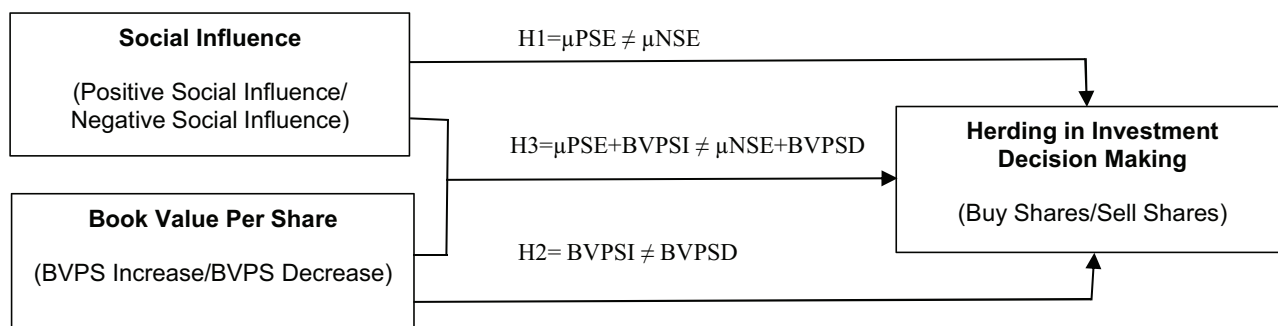 Social Influence
(Positive Social Influence/
Negative Social Influence)
H1=µPSE ≠ µNSE
H3=µPSE+BVPSI ≠ µNSE+BVPSD
Herding in Investment
Decision Making
(Buy Shares/Sell Shares)
Book Value Per Share
(BVPS Increase/BVPS Decrease)
H2= BVPSI ≠ BVPSD